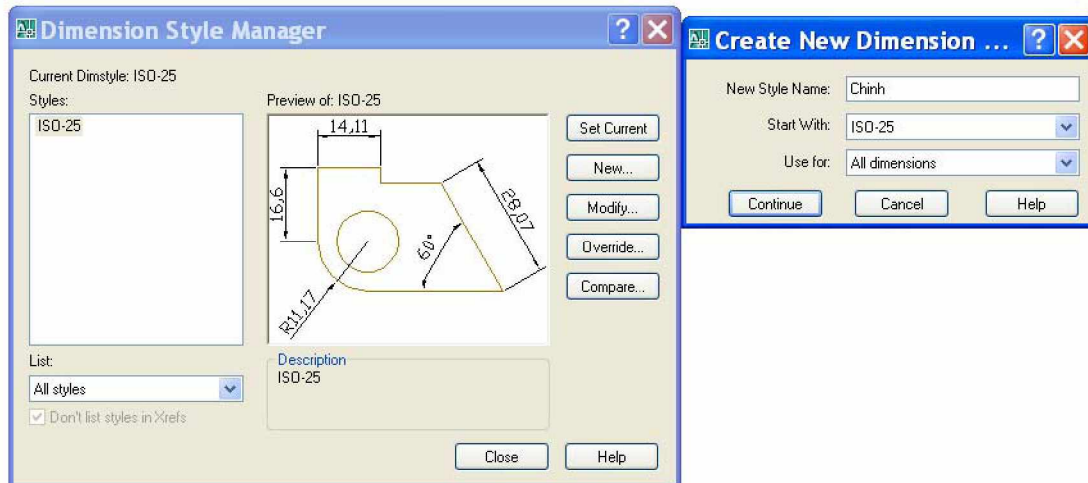 Dimension Style Manager
Current Dimstyle: ISO-25
Styles:
ISO-25
Preview of: ISO-25
14,11
16,6
28,07
60°
R11,17
Set Current
New...
Modify...
Override...
Compare...
List:
All styles
Don't list styles in Xrefs
Description
ISO-25
Close
Help
Create New Dimension ...
New Style Name:
Chinh
Start With:
ISO-25
Use for:
All dimensions
Continue
Cancel
Help